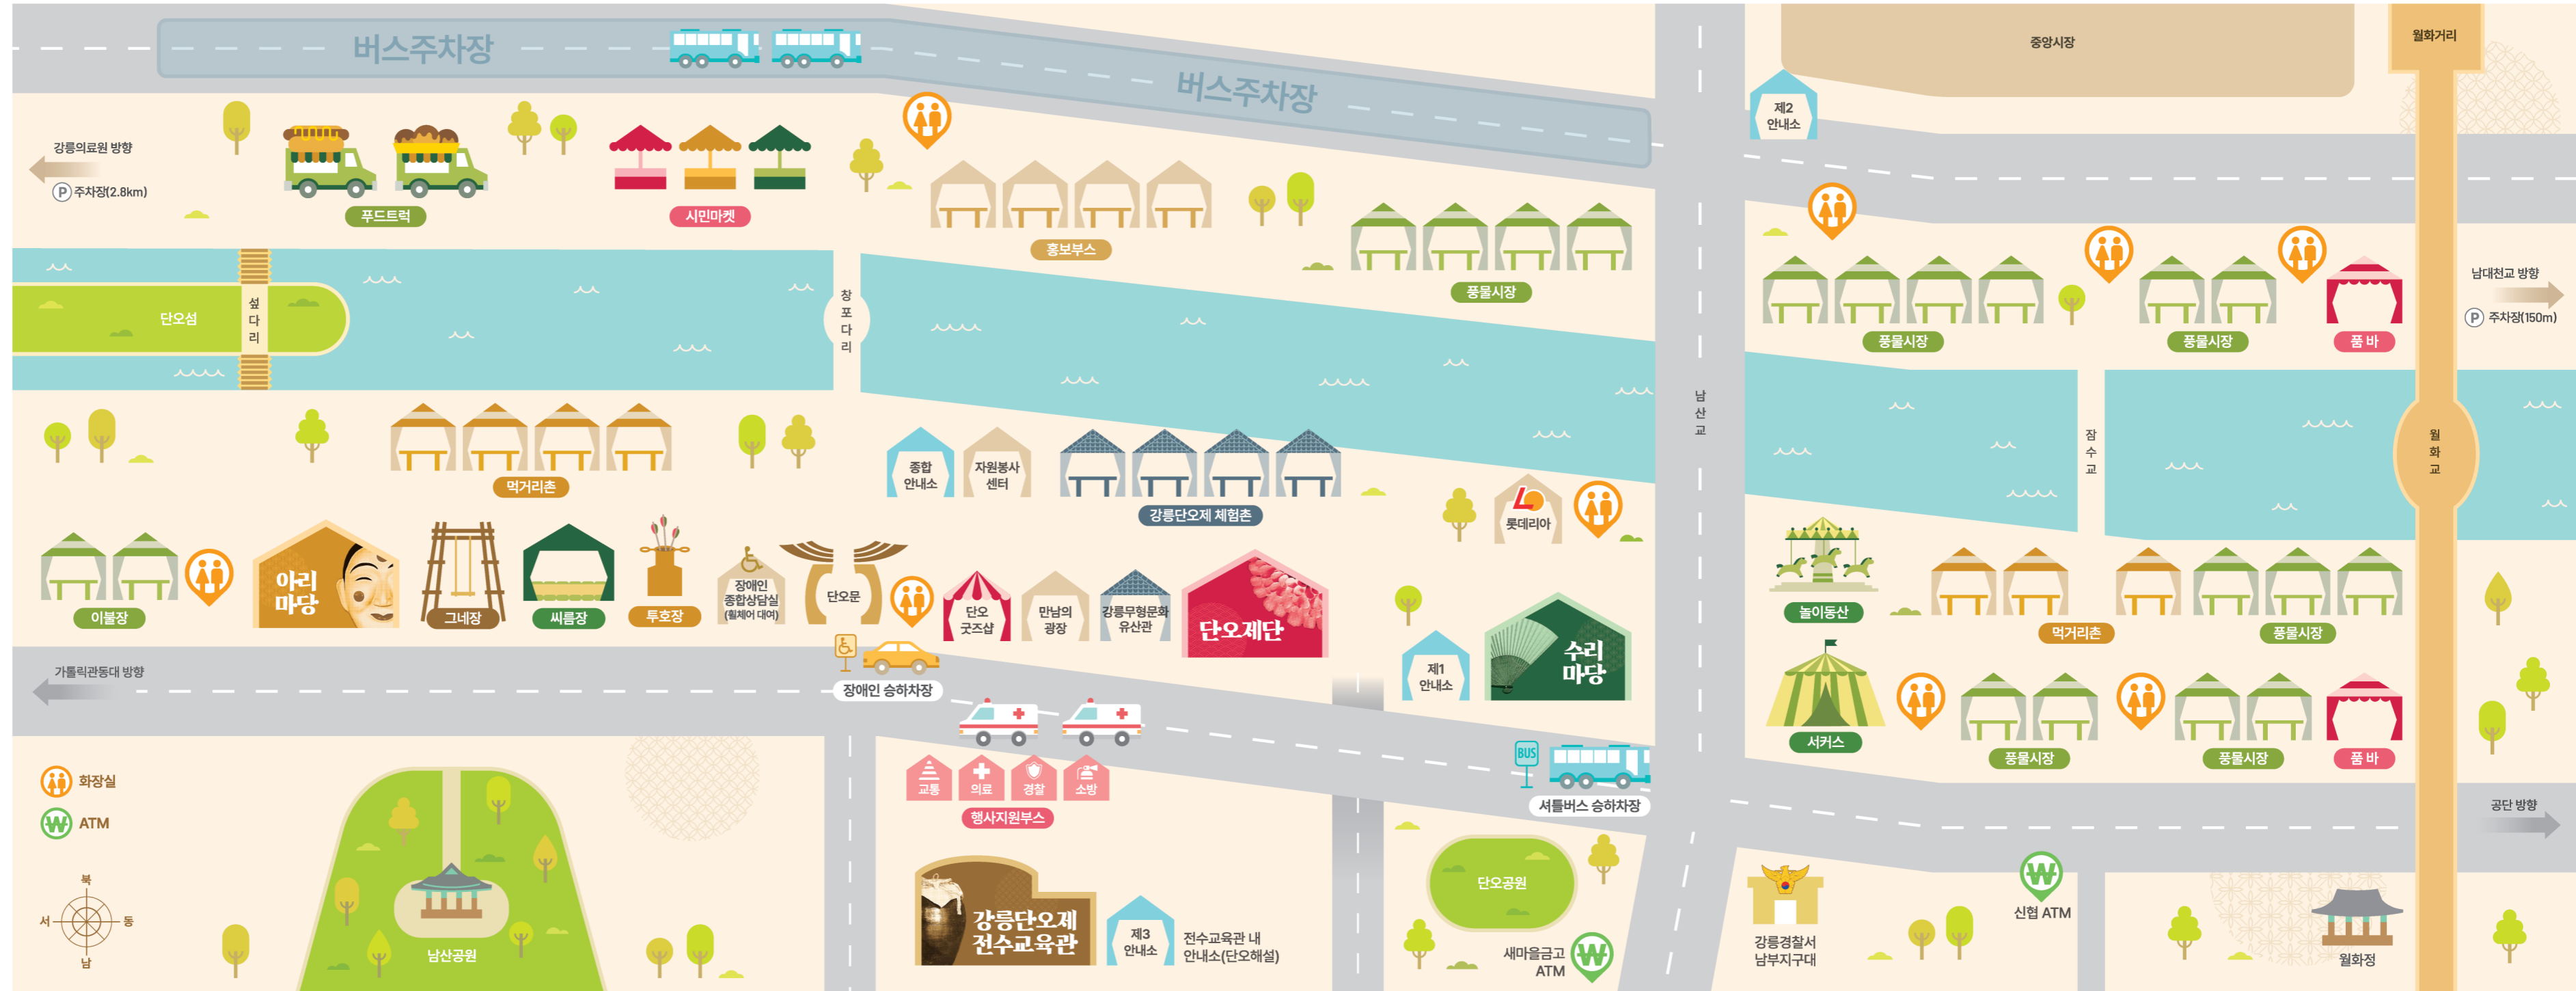 버스주차장
버스주차장
중앙시장
월화거리
제2
안내소
강릉의료원 방향
P 주차장(2.8km)
푸드트럭
시민마켓
홍보부스
풍물시장
풍물시장
풍물시장
품 바
남대천교 방향
P 주차장(150m)
단오섬
섶다리
창포다리
남산교
잠수교
월화교
먹거리촌
종합
안내소
자원봉사
센터
강릉단오제 체험촌
롯데리아
이불장
아리
마당
그네장
씨름장
투호장
장애인
종합상담실
(휠체어 대여)
단오문
단오
굿즈샵
만남의
광장
강릉무형문화
유산관
단오제단
제1
안내소
수리
마당
놀이동산
먹거리촌
풍물시장
서커스
풍물시장
풍물시장
품 바
가톨릭관동대 방향
장애인 승하차장
BUS
셔틀버스 승하차장
공단 방향
교통
의료
경찰
소방
행사지원부스
화장실
ATM
북
서
동
남
남산공원
강릉단오제
전수교육관
제3
안내소
전수교육관 내
안내소(단오해설)
단오공원
새마을금고
ATM
강릉경찰서
남부지구대
신협 ATM
월화정